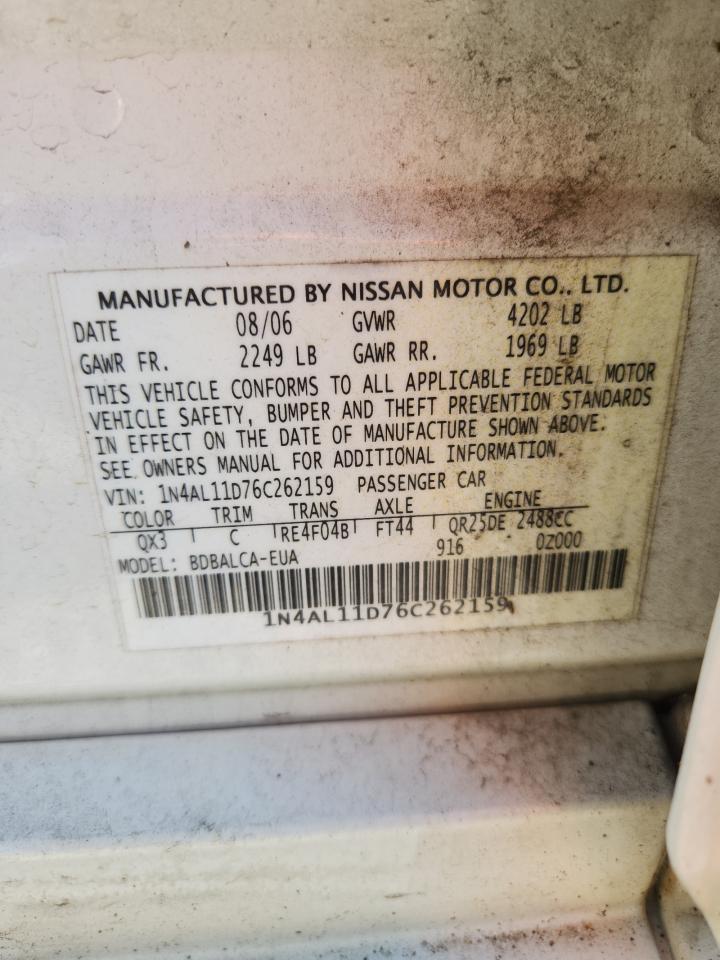 MANUFACTURED BY NISSAN MOTOR CO., LTD.
DATE 08/06 GVWR 4202 LB
GAWR FR. 2249 LB GAWR RR. 1969 LB
THIS VEHICLE CONFORMS TO ALL APPLICABLE FEDERAL MOTOR
VEHICLE SAFETY, BUMPER AND THEFT PREVENTION STANDARDS
IN EFFECT ON THE DATE OF MANUFACTURE SHOWN ABOVE.
SEE OWNERS MANUAL FOR ADDITIONAL INFORMATION.
VIN: 1N4AL11D76C262159 PASSENGER CAR
COLOR TRIM TRANS AXLE ENGINE
QX3 C RE4F04B FT44 QR25DE 2488CC
MODEL: BDBALCA-EUA 916 0Z000
1N4AL11D76C262159